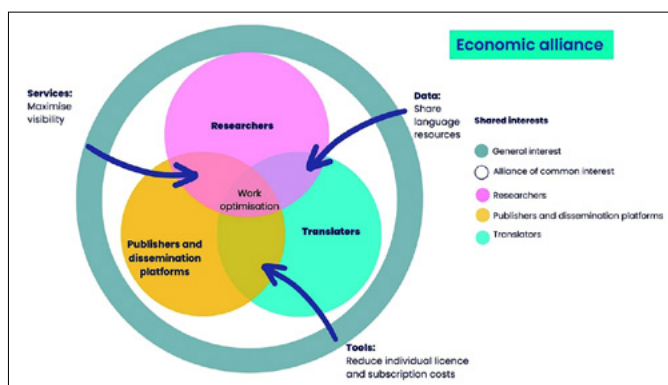 Economic alliance
Services:
Maximise
visibility
Researchers
Data:
Share
language
resources
Shared interests
General interest
Alliance of common interest
Researchers
Publishers and dissemination platforms
Translators
Work
optimisation
Publishers and
dissemination
platforms
Translators
Tools:
Reduce individual licence
and subscription costs